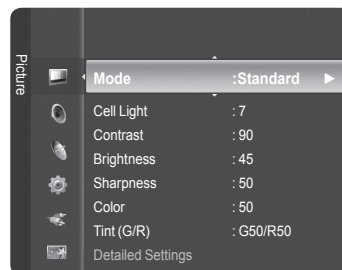 Picture
Mode :Standard
Cell Light : 7
Contrast : 90
Brightness : 45
Sharpness : 50
Color : 50
Tint (G/R) : G50/R50
Detailed Settings